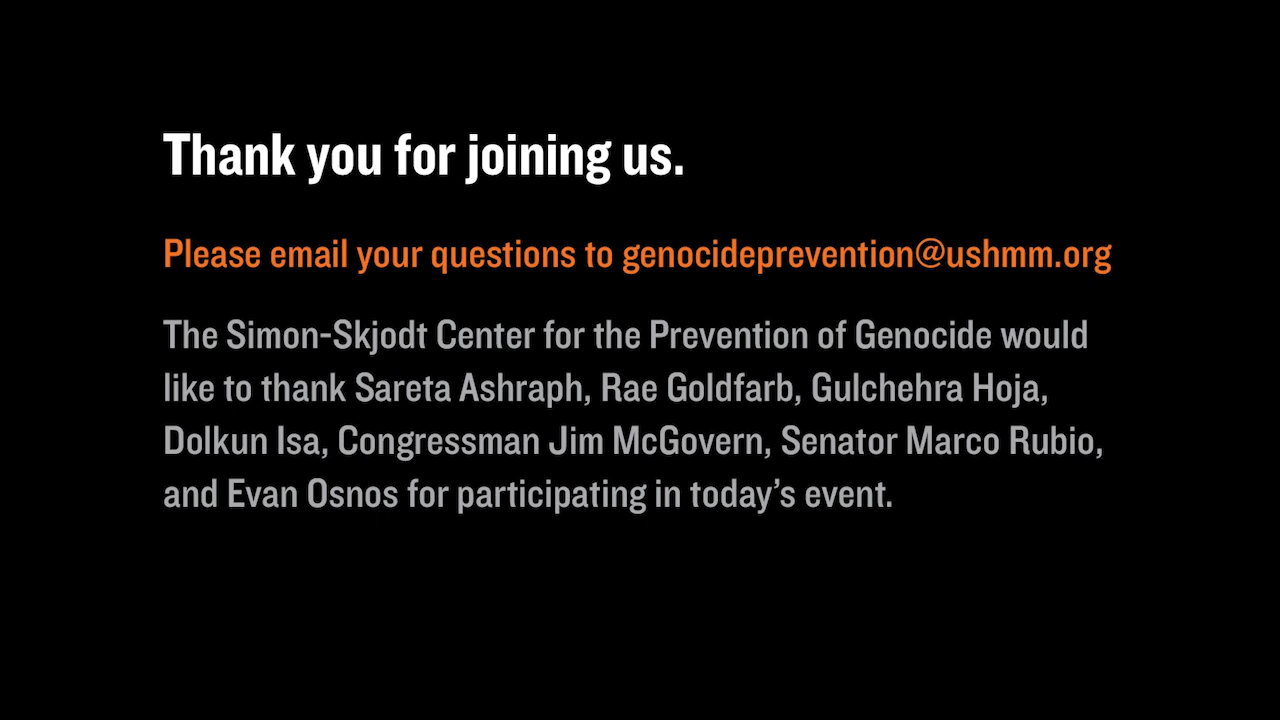 Thank you for joining us.
Please email your questions to genocideprevention@ushmm.org
The Simon-Skjodt Center for the Prevention of Genocide would
like to thank Sareta Ashraph, Rae Goldfarb, Gulchehra Hoja,
Dolkun Isa, Congressman Jim McGovern, Senator Marco Rubio,
and Evan Osnos for participating in today’s event.